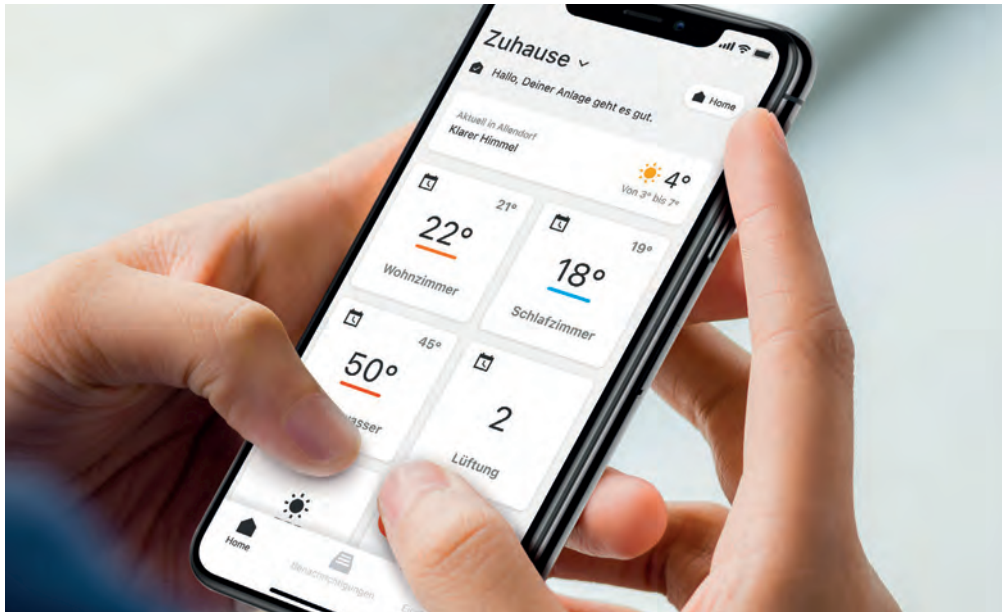 Zuhause
Hallo, Deiner Anlage geht es gut.
Home
Aktuell in Allendorf
Klarer Himmel
4°
Von 3° bis 7°
21°
22°
Wohnzimmer
19°
18°
Schlafzimmer
45°
50°
2
Lüftung
Home
Benachrichtigungen